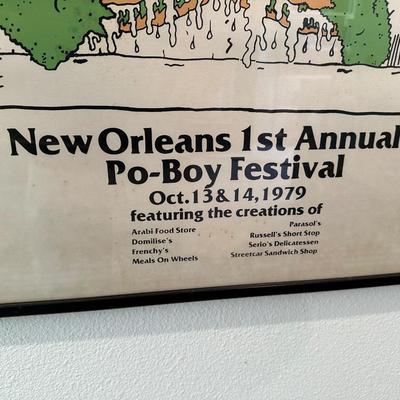 New Orleans 1st Annual
Po-Boy Festival
Oct. 13 & 14, 1979
featuring the creations of
Arabi Food Store
Domilise's
Frenchy's
Meals On Wheels
Parasol's
Russell's Short Stop
Serio's Delicatessen
Streetcar Sandwich Shop